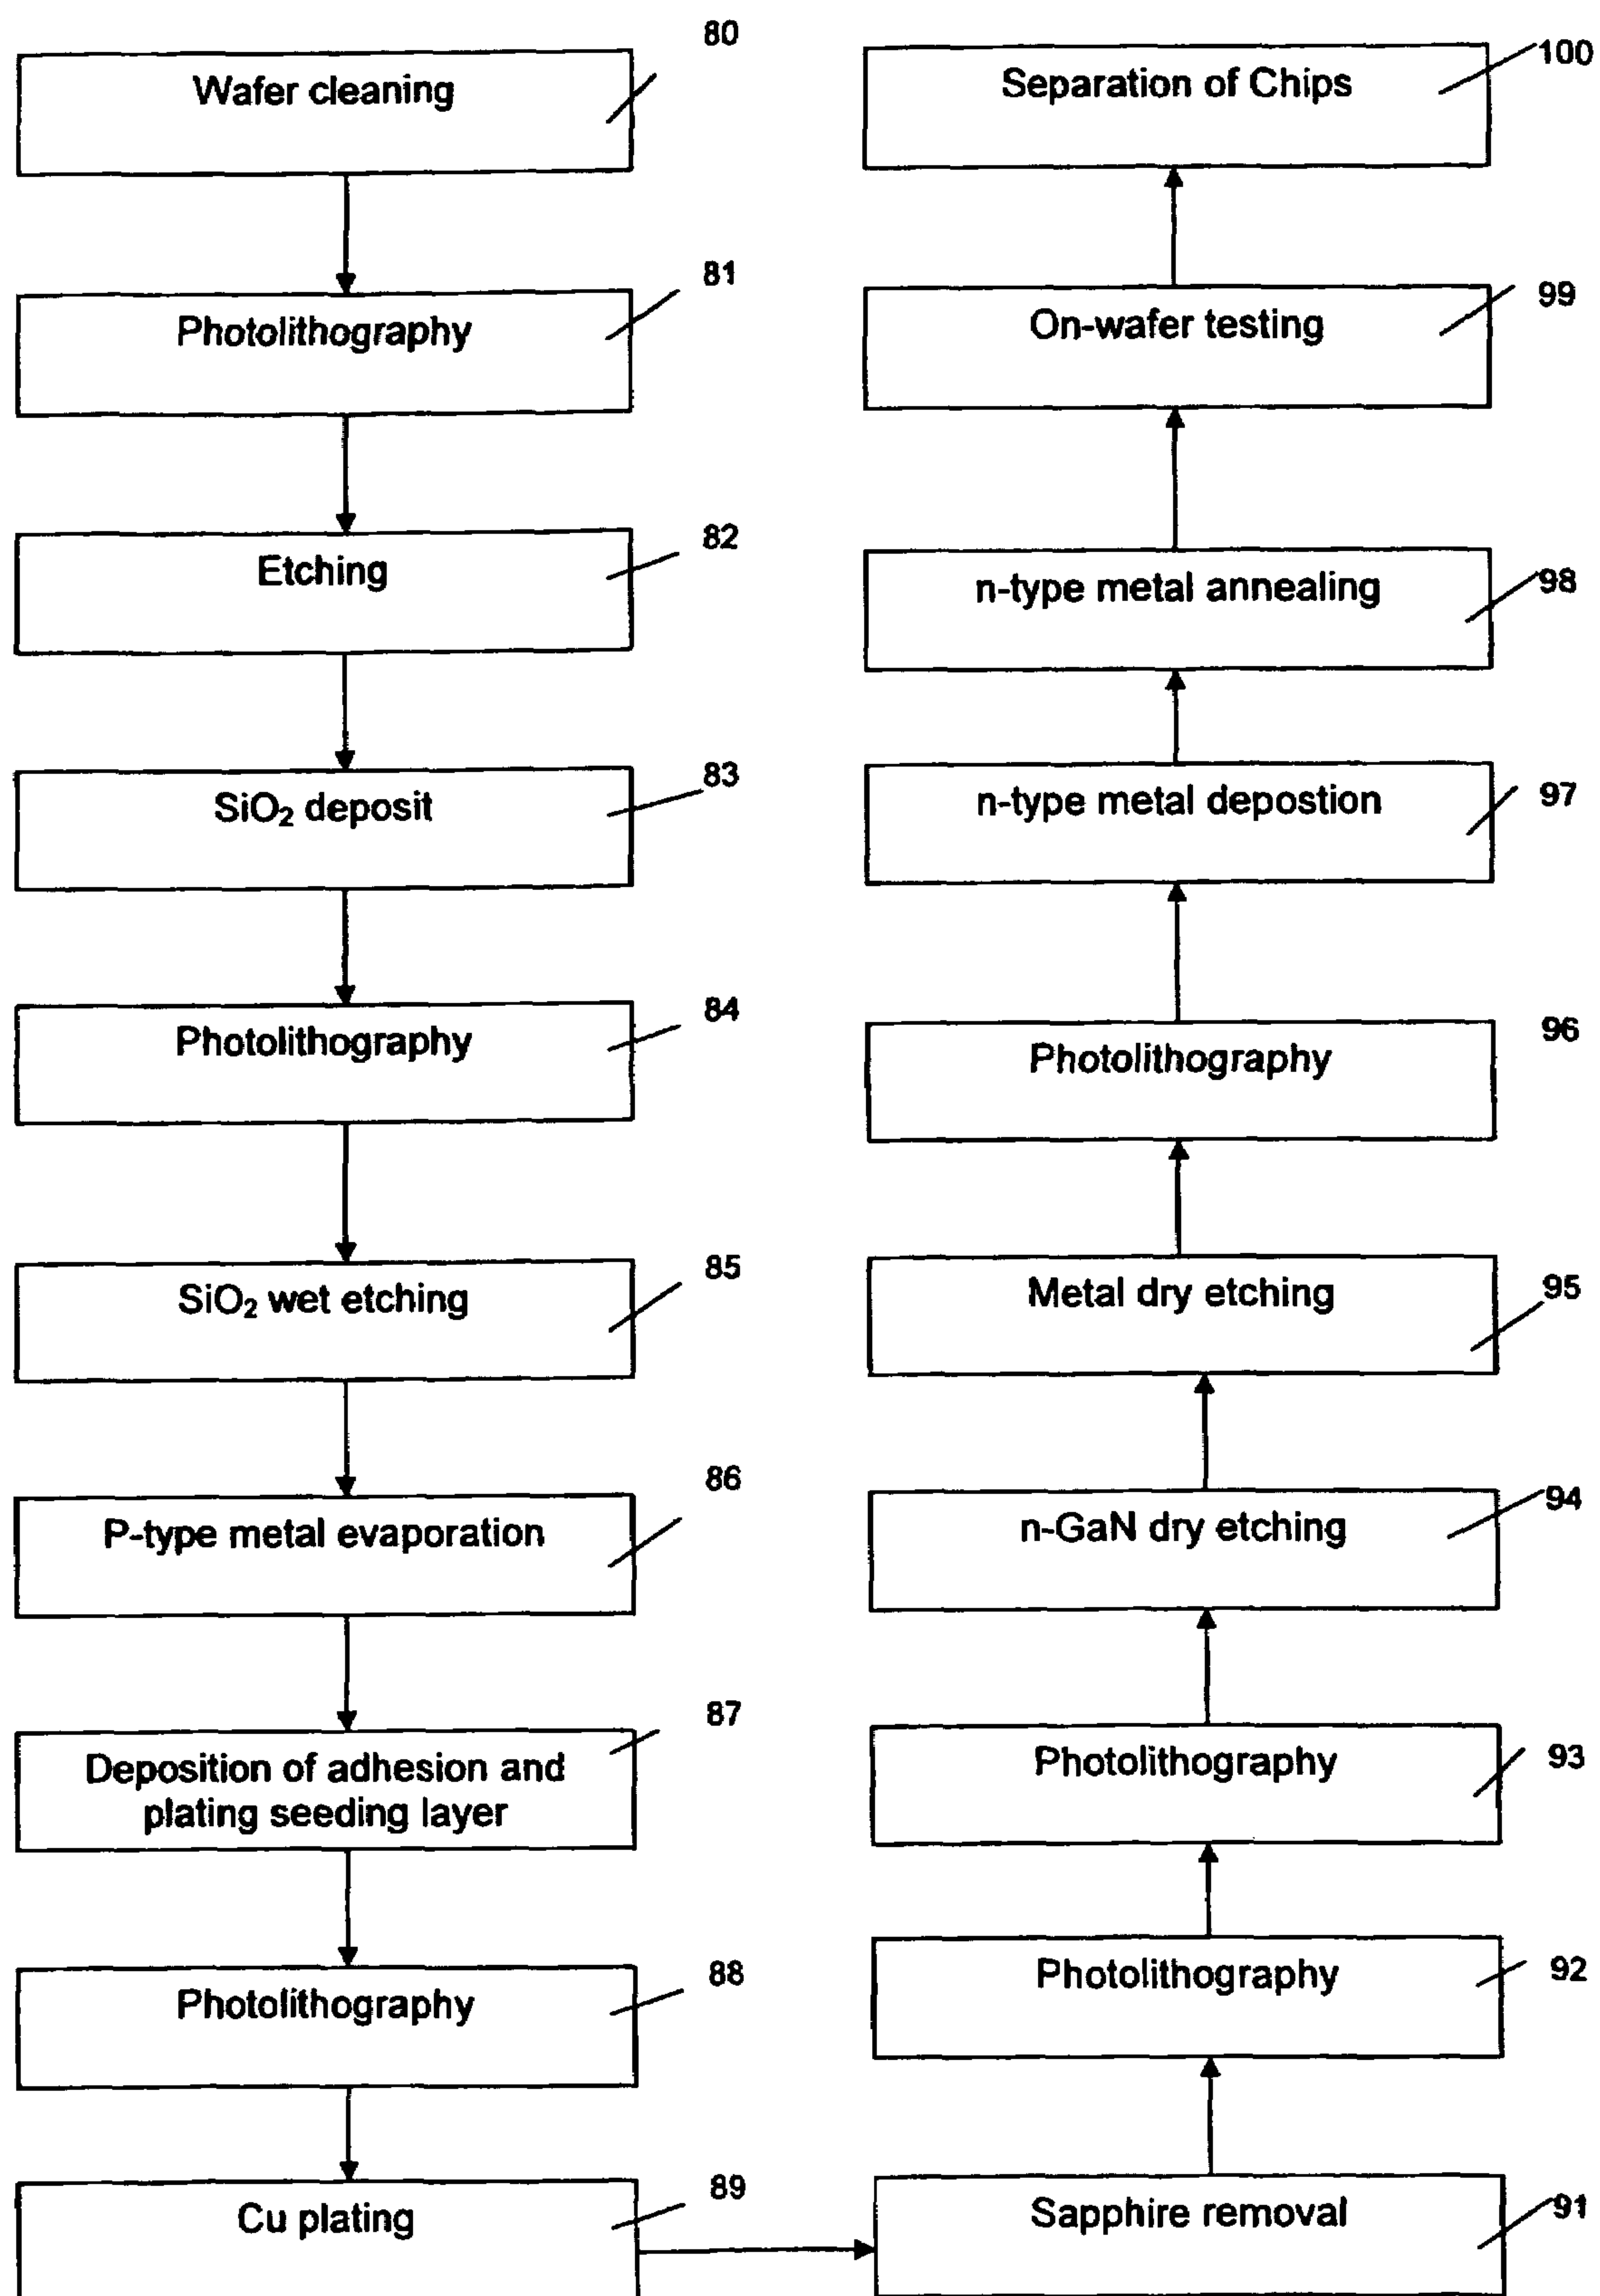 80
Wafer cleaning
81
Photolithography
82
Etching
83
SiO₂ deposit
84
Photolithography
85
SiO₂ wet etching
86
P-type metal evaporation
87
Deposition of adhesion and
plating seeding layer
88
Photolithography
89
Cu plating
91
Sapphire removal
92
Photolithography
93
Photolithography
94
n-GaN dry etching
95
Metal dry etching
96
Photolithography
97
n-type metal depostion
98
n-type metal annealing
99
On-wafer testing
100
Separation of Chips